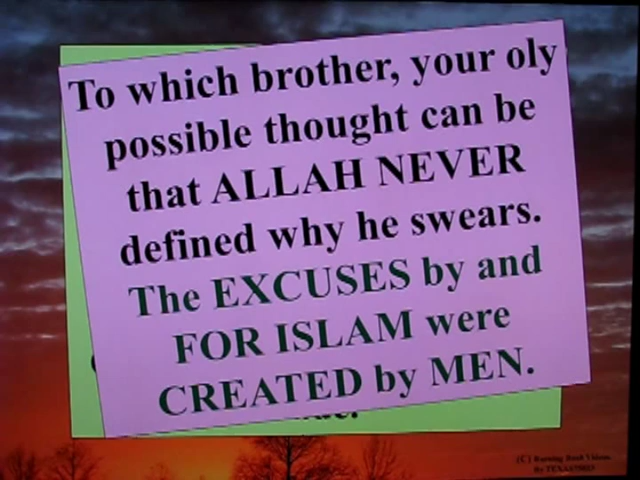 To which brother, your oly
possible thought can be
that ALLAH NEVER
defined why he swears.
The EXCUSES by and
FOR ISLAM were
CREATED by MEN.